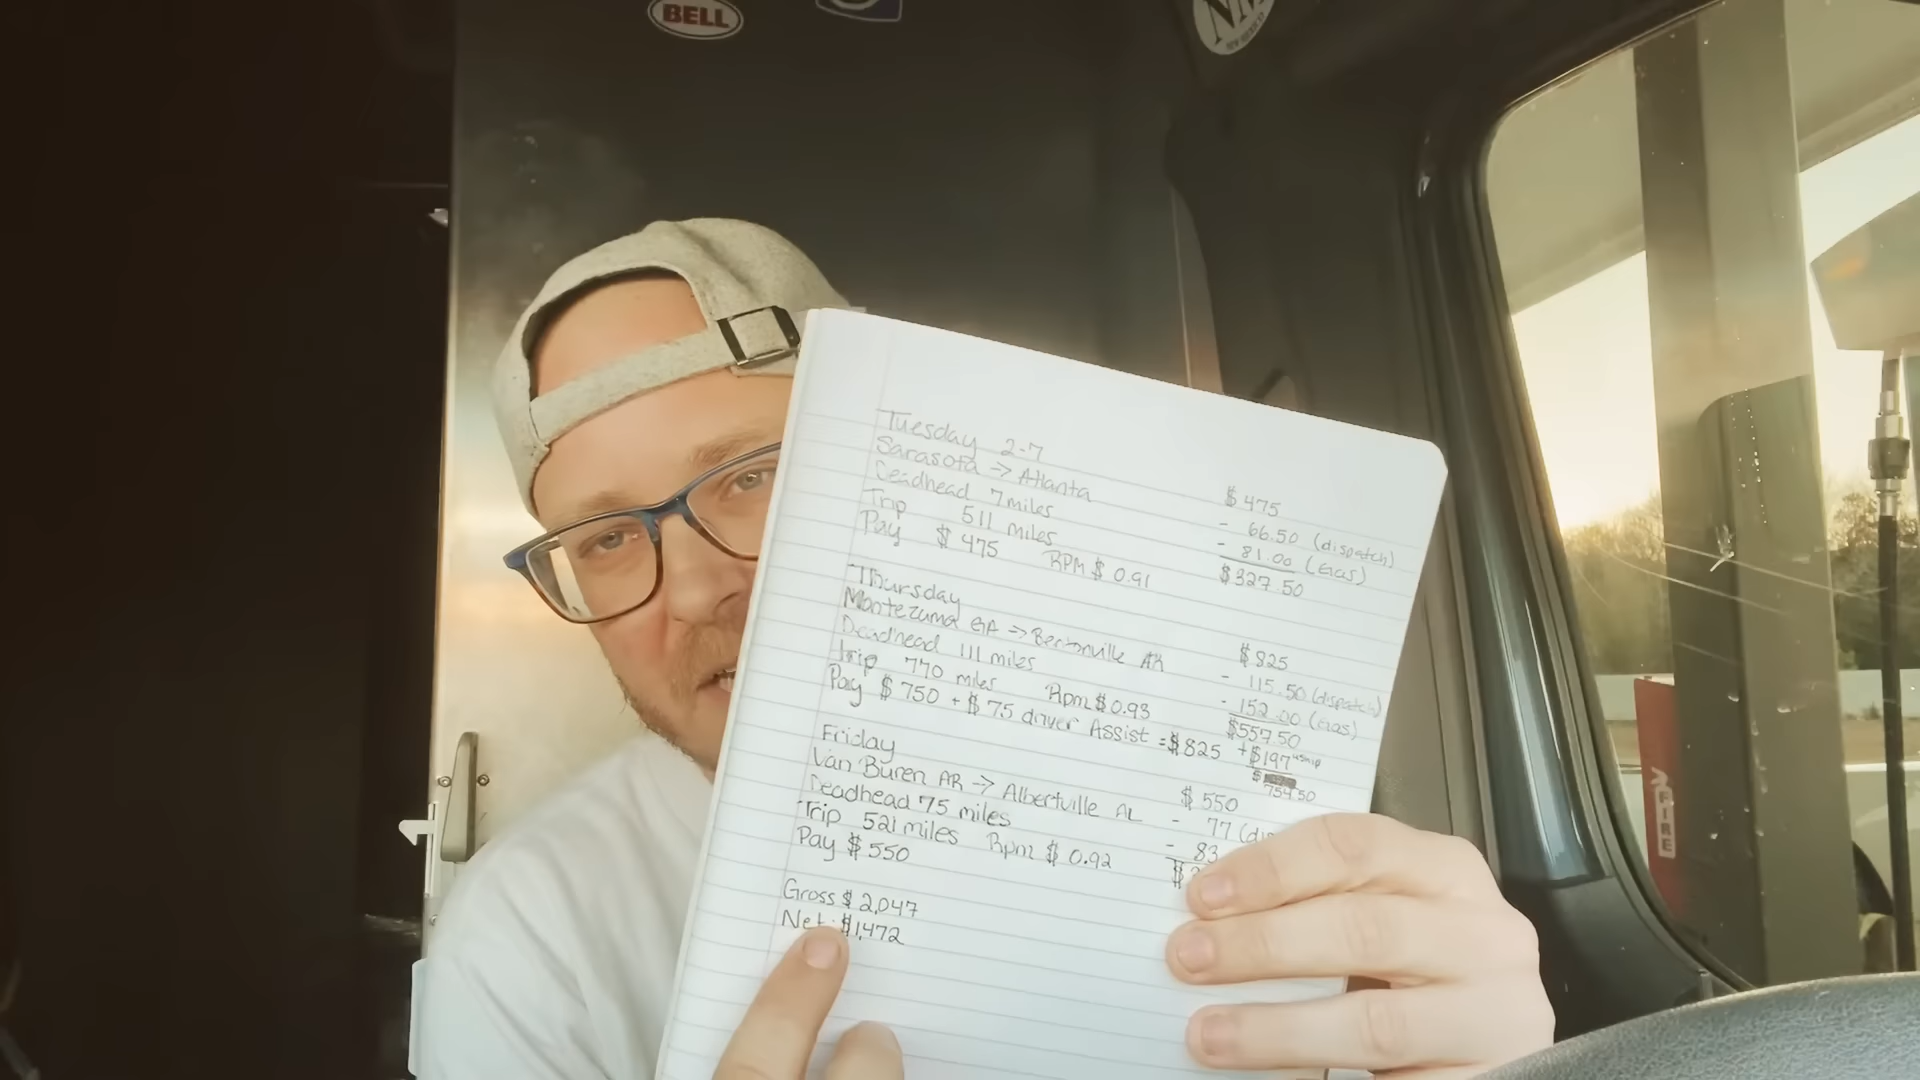 BELL
NM
Tuesday 2-7
Sarasota -> Atlanta
Deadhead 7 miles $475
Trip 511 miles - 66.50 (dispatch)
Pay $475 RPM $0.91 - 81.00 (Gas)
$327.50
Thursday
Montezuma GA -> Bentonville AR
Deadhead 111 miles $825
Trip 770 miles Rpm $0.93 - 115.50 (dispatch)
Pay $750 + $75 driver Assist = $825 - 152.00 (Gas)
$557.50
+ $197
$ 754.50
Friday
Van Buren AR -> Albertville AL
Deadhead 75 miles $550
Trip 521 miles Rpm $0.92 - 77
Pay $550 - 83
$
Gross $2,047
Net: $1,472
FIRE